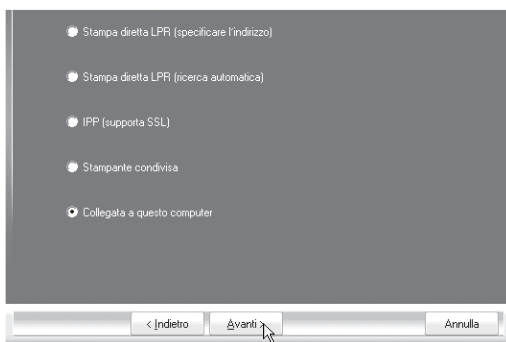 Stampa diretta LPR (specificare l'indirizzo)
Stampa diretta LPR (ricerca automatica)
IPP (supporta SSL)
Stampante condivisa
Collegata a questo computer
< Indietro Avanti > Annulla